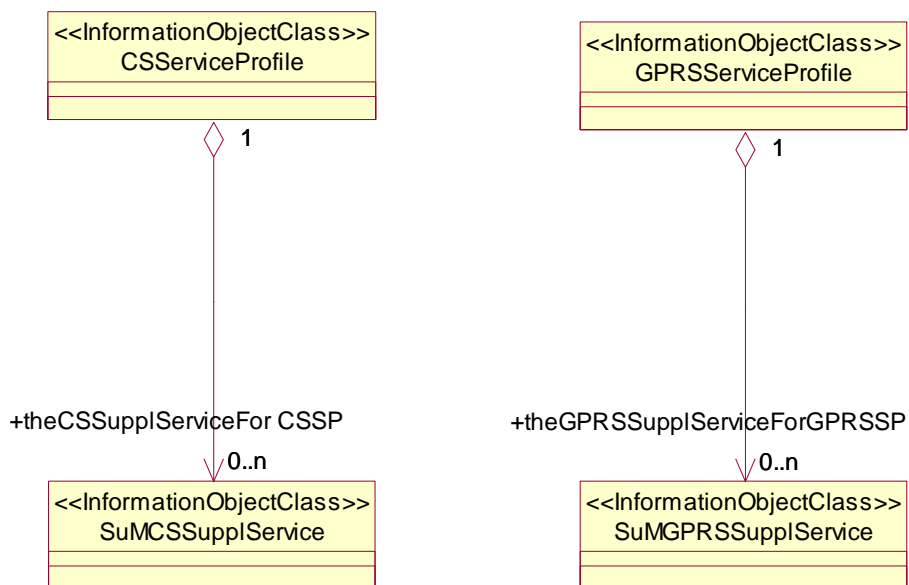 <<InformationObjectClass>>
CSServiceProfile
1
+theCSSupplServiceFor CSSP
0..n
<<InformationObjectClass>>
SuMCSSupplService
<<InformationObjectClass>>
GPRSServiceProfile
1
+theGPRSSupplServiceForGPRSSP
0..n
<<InformationObjectClass>>
SuMGPRSSupplService